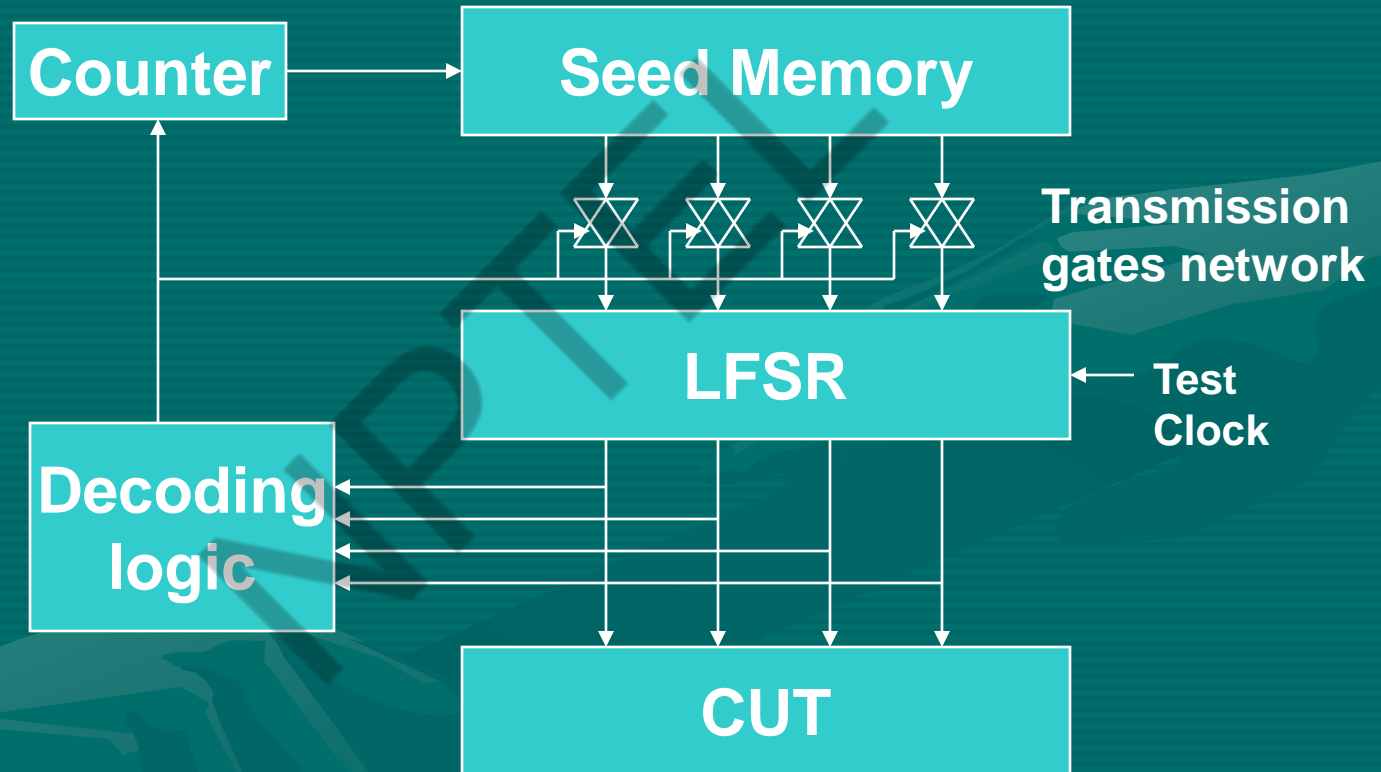 Counter
Seed Memory
Transmission
gates network
LFSR
Test
Clock
Decoding
logic
CUT
NPTEL